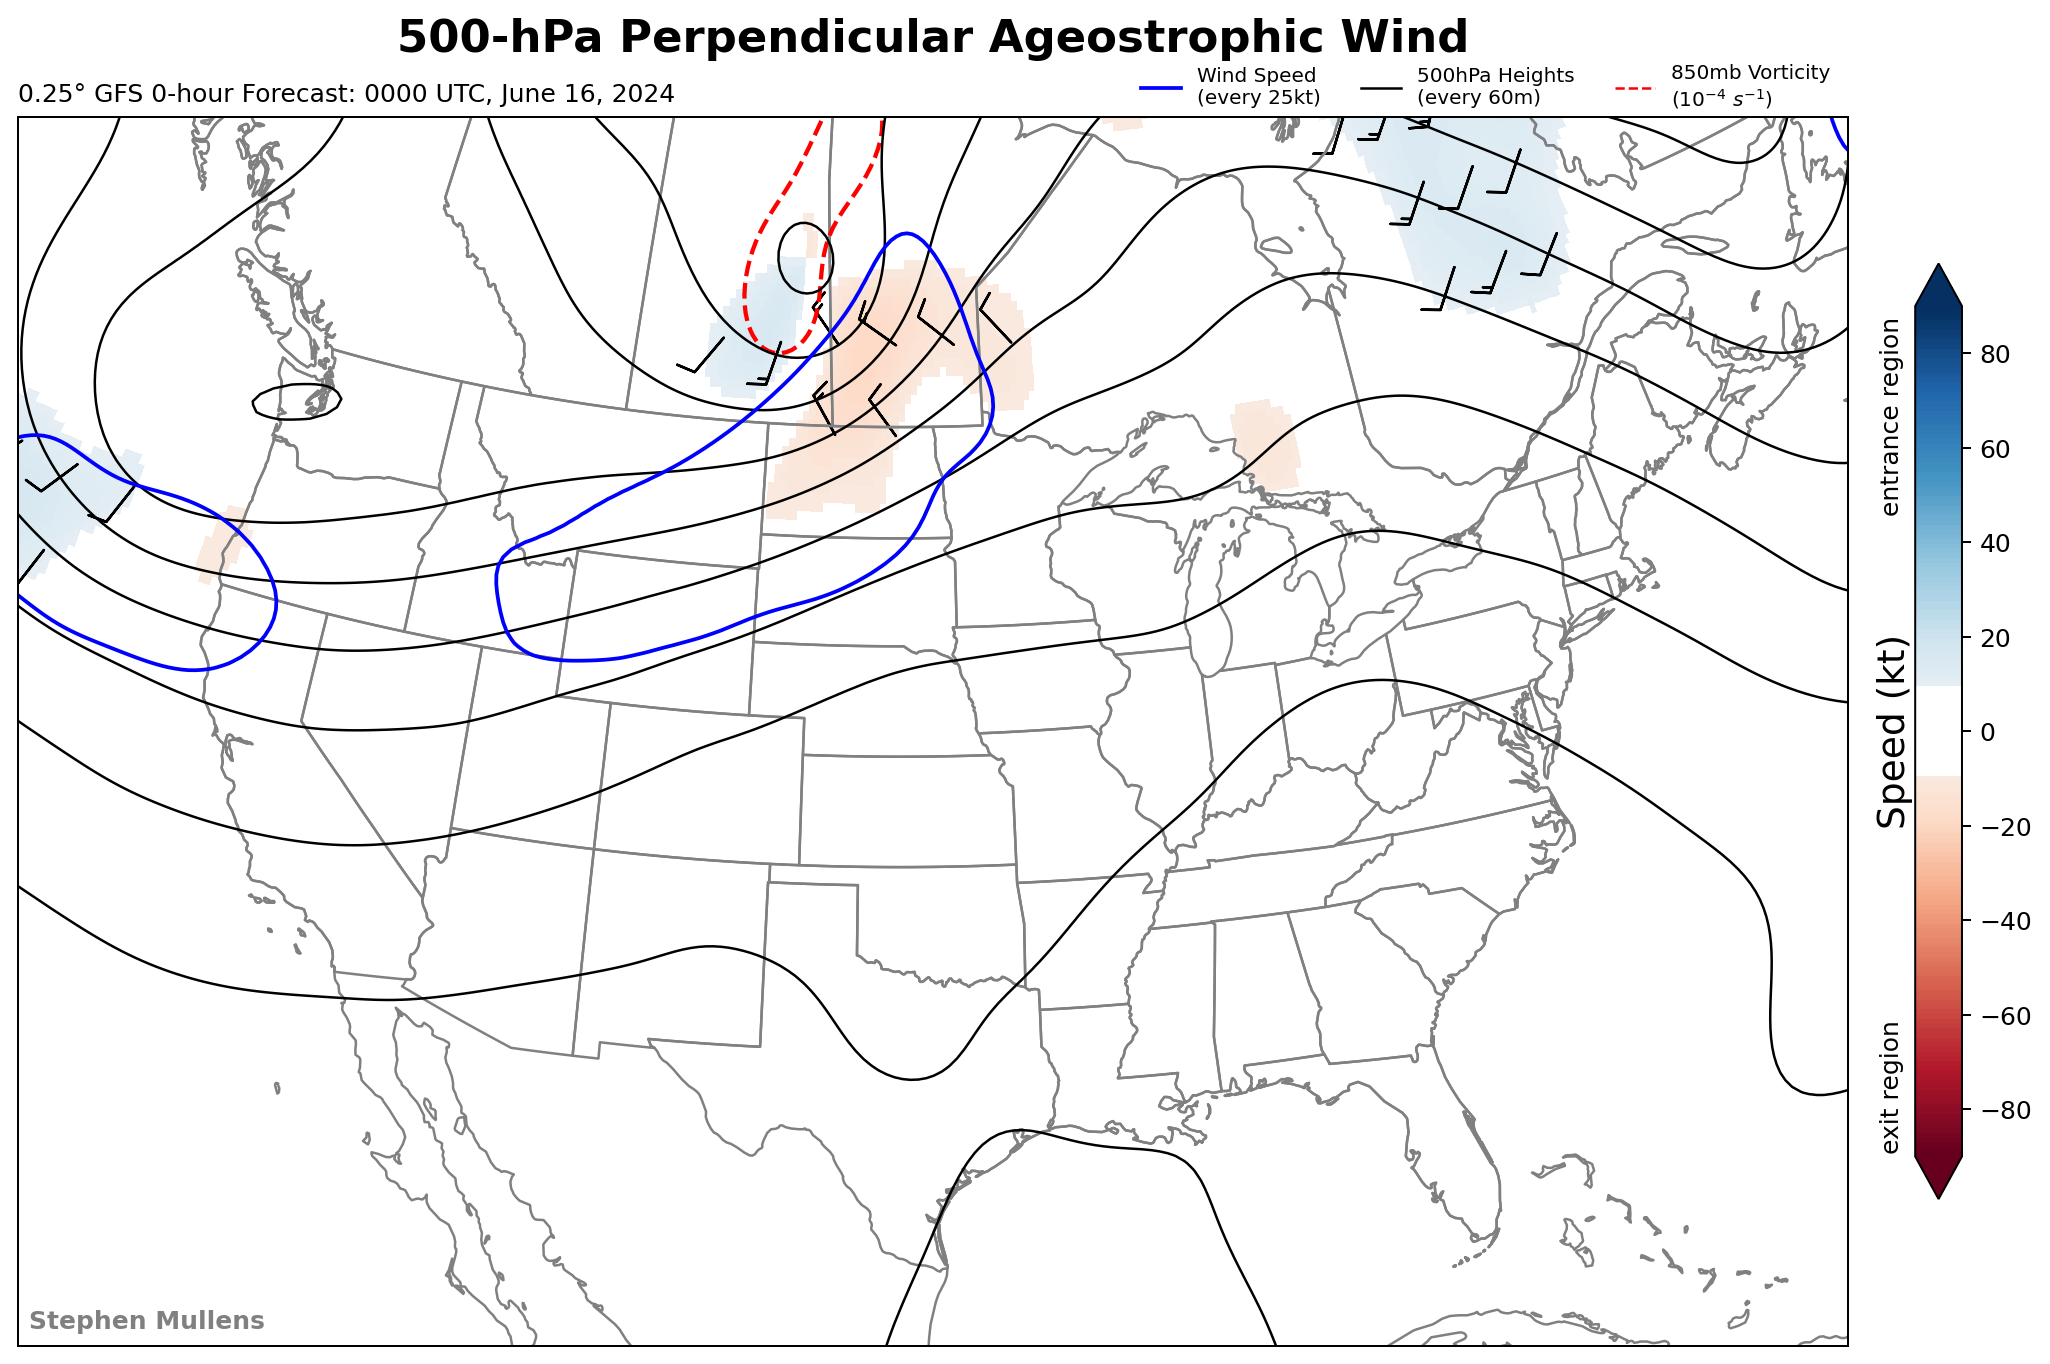 500-hPa Perpendicular Ageostrophic Wind
0.25° GFS 0-hour Forecast: 0000 UTC, June 16, 2024
Wind Speed
(every 25kt)
500hPa Heights
(every 60m)
850mb Vorticity
(10⁻⁴ s⁻¹)
entrance region
Speed (kt)
exit region
80
60
40
20
0
−20
−40
−60
−80
Stephen Mullens